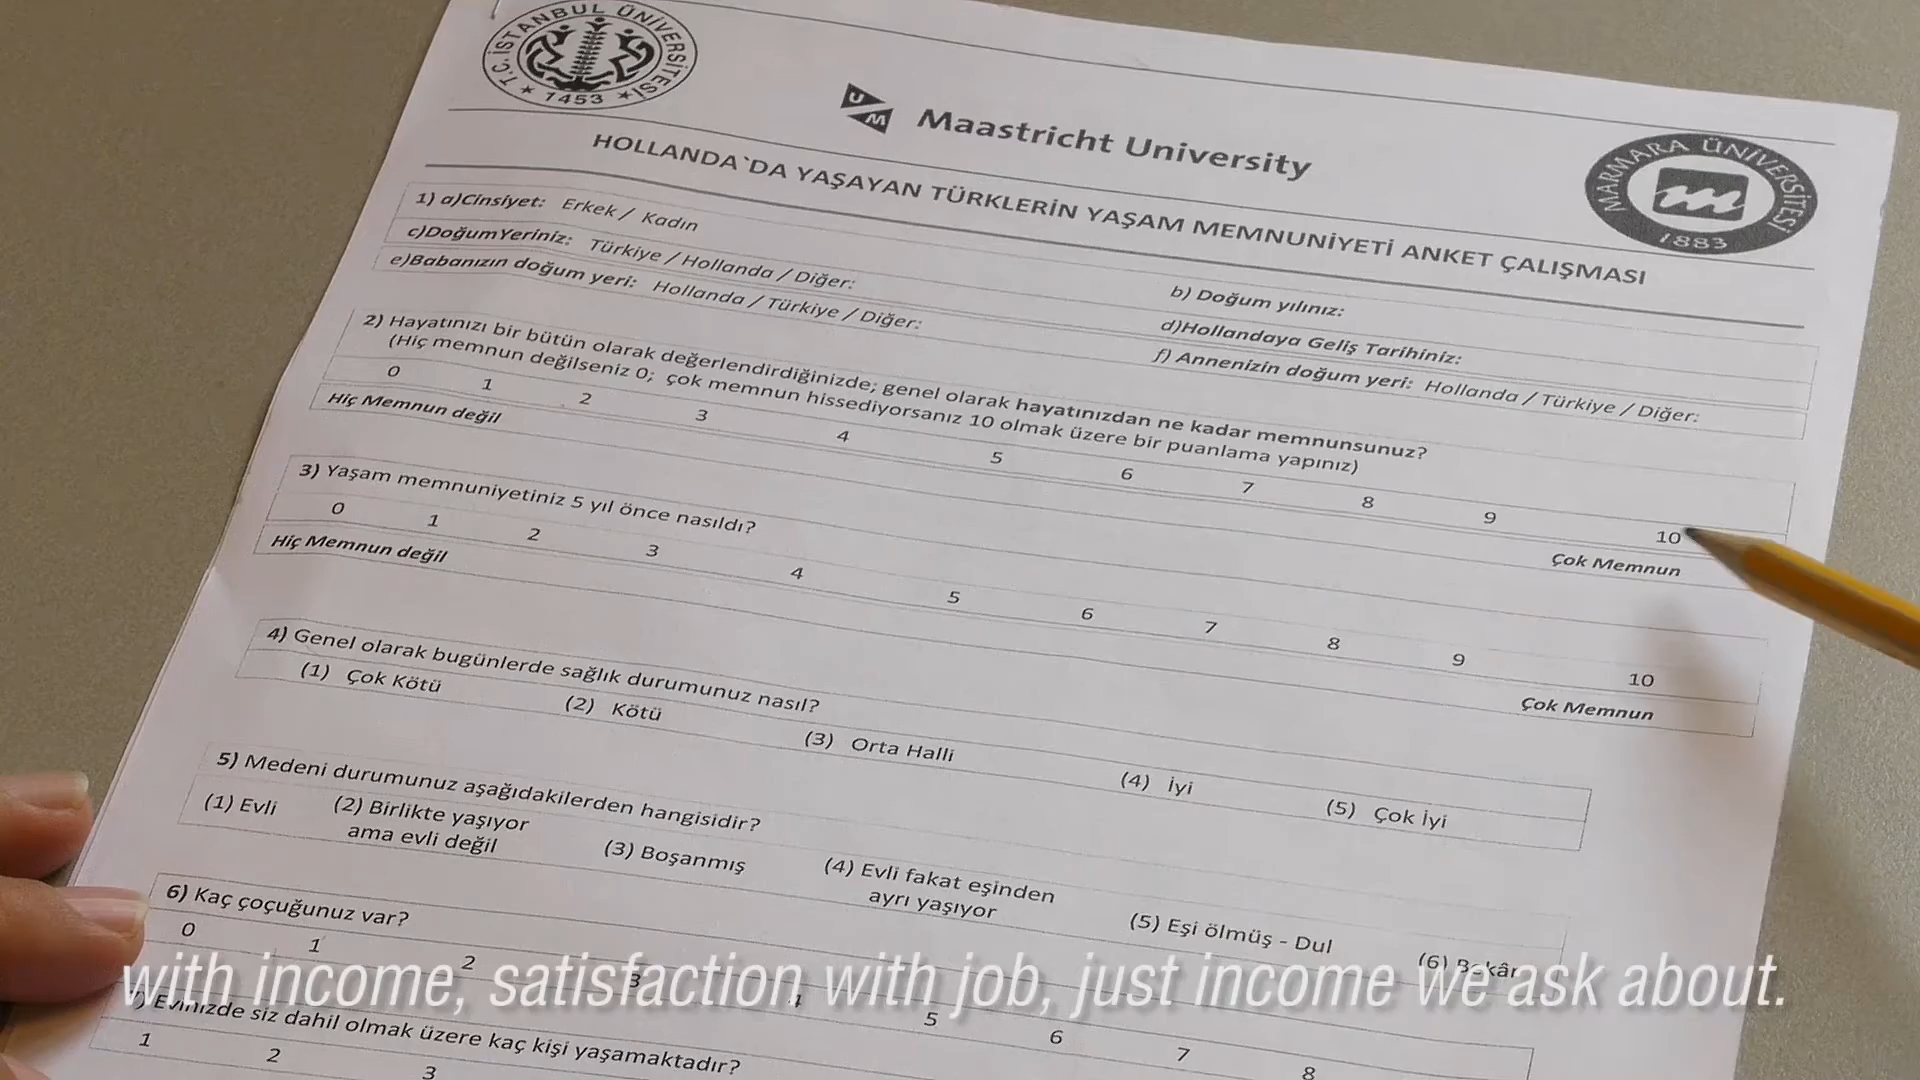 T.C. İSTANBUL ÜNİVERSİTESİ
1453
UM Maastricht University
MARMARA ÜNİVERSİTESİ
1883
HOLLANDA`DA YAŞAYAN TÜRKLERİN YAŞAM MEMNUNİYETİ ANKET ÇALIŞMASI
1) a)Cinsiyet: Erkek / Kadın
b) Doğum yılınız:
c)DoğumYeriniz: Türkiye / Hollanda / Diğer:
d)Hollandaya Geliş Tarihiniz:
e)Babanızın doğum yeri: Hollanda / Türkiye / Diğer:
f) Annenizin doğum yeri: Hollanda / Türkiye / Diğer:
2) Hayatınızı bir bütün olarak değerlendirdiğinizde; genel olarak hayatınızdan ne kadar memnunsunuz?
(Hiç memnun değilseniz 0; çok memnun hissediyorsanız 10 olmak üzere bir puanlama yapınız)
0 1 2 3 4 5 6 7 8 9 10
Hiç Memnun değil Çok Memnun
3) Yaşam memnuniyetiniz 5 yıl önce nasıldı?
0 1 2 3 4 5 6 7 8 9 10
Hiç Memnun değil Çok Memnun
4) Genel olarak bugünlerde sağlık durumunuz nasıl?
(1) Çok Kötü (2) Kötü (3) Orta Halli (4) İyi (5) Çok İyi
5) Medeni durumunuz aşağıdakilerden hangisidir?
(1) Evli (2) Birlikte yaşıyor ama evli değil (3) Boşanmış (4) Evli fakat eşinden ayrı yaşıyor (5) Eşi ölmüş - Dul (6) Bekâr
6) Kaç çocuğunuz var?
0 1 2 3 4 5 6 7 8
with income, satisfaction with job, just income we ask about.
7) Evinizde siz dahil olmak üzere kaç kişi yaşamaktadır?
1 2 3